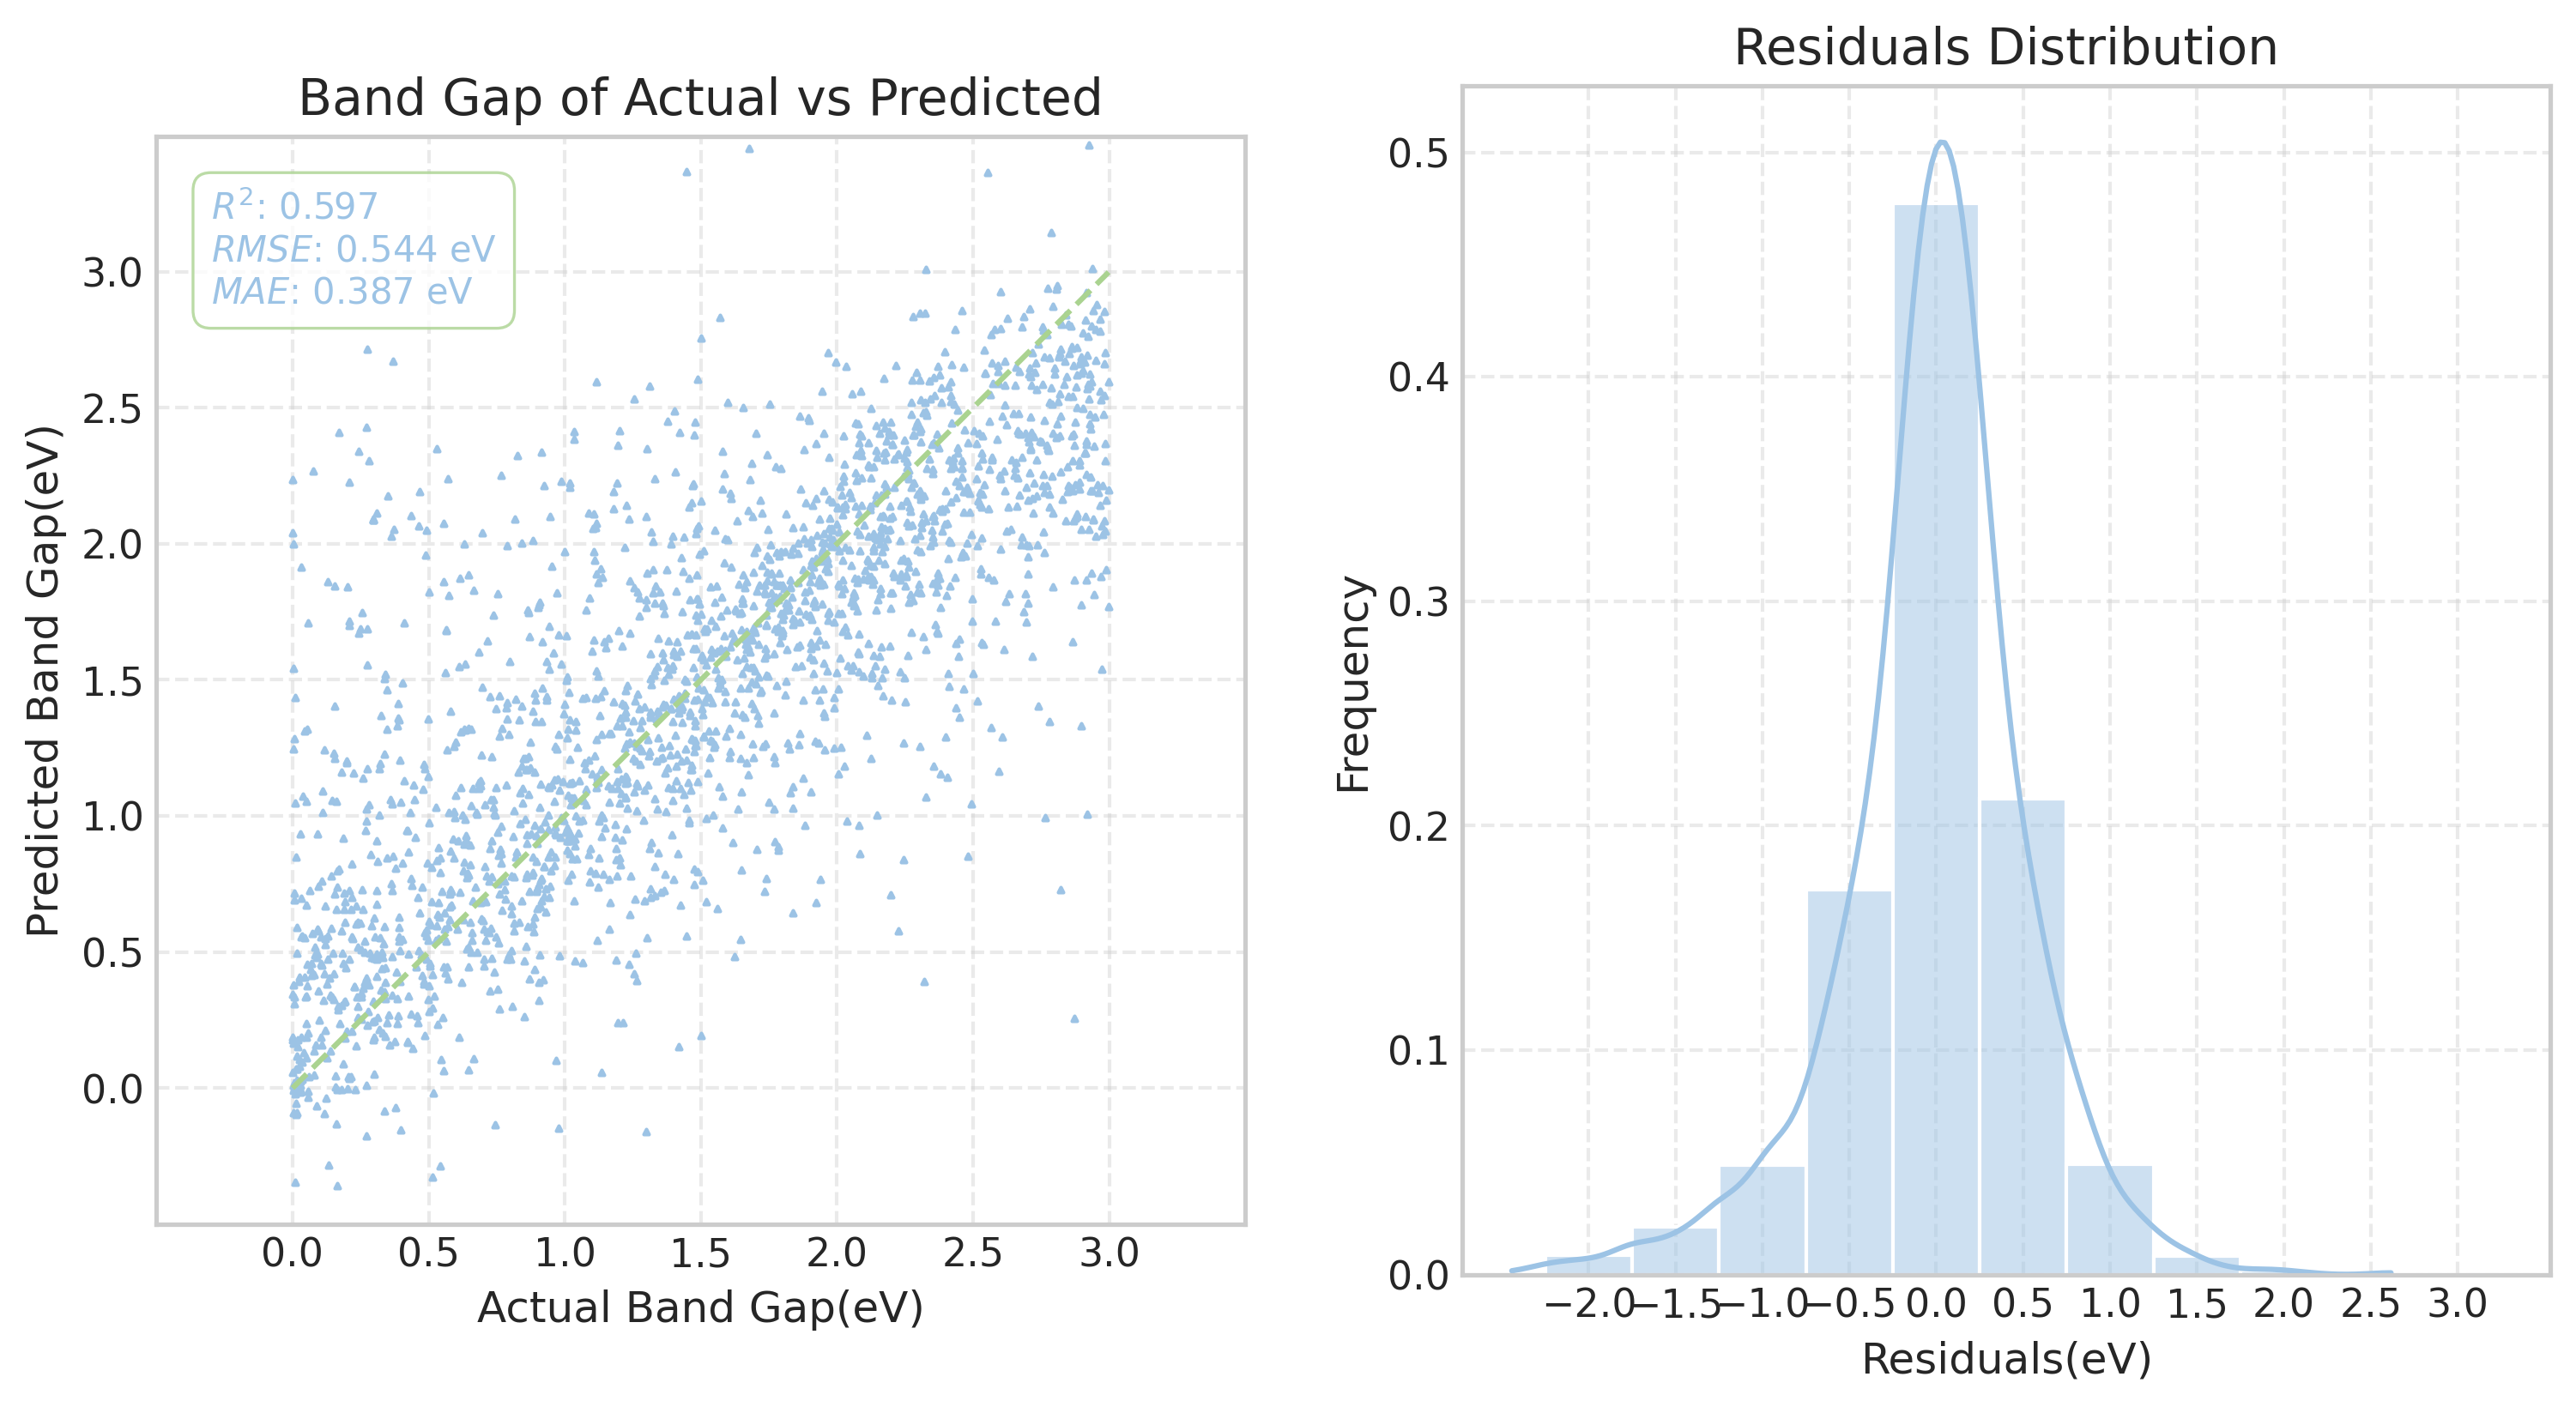 Band Gap of Actual vs Predicted
R²: 0.597
RMSE: 0.544 eV
MAE: 0.387 eV
Predicted Band Gap(eV)
3.0
2.5
2.0
1.5
1.0
0.5
0.0
0.0 0.5 1.0 1.5 2.0 2.5 3.0
Actual Band Gap(eV)
Residuals Distribution
Frequency
0.5
0.4
0.3
0.2
0.1
0.0
−2.0 −1.5 −1.0 −0.5 0.0 0.5 1.0 1.5 2.0 2.5 3.0
Residuals(eV)